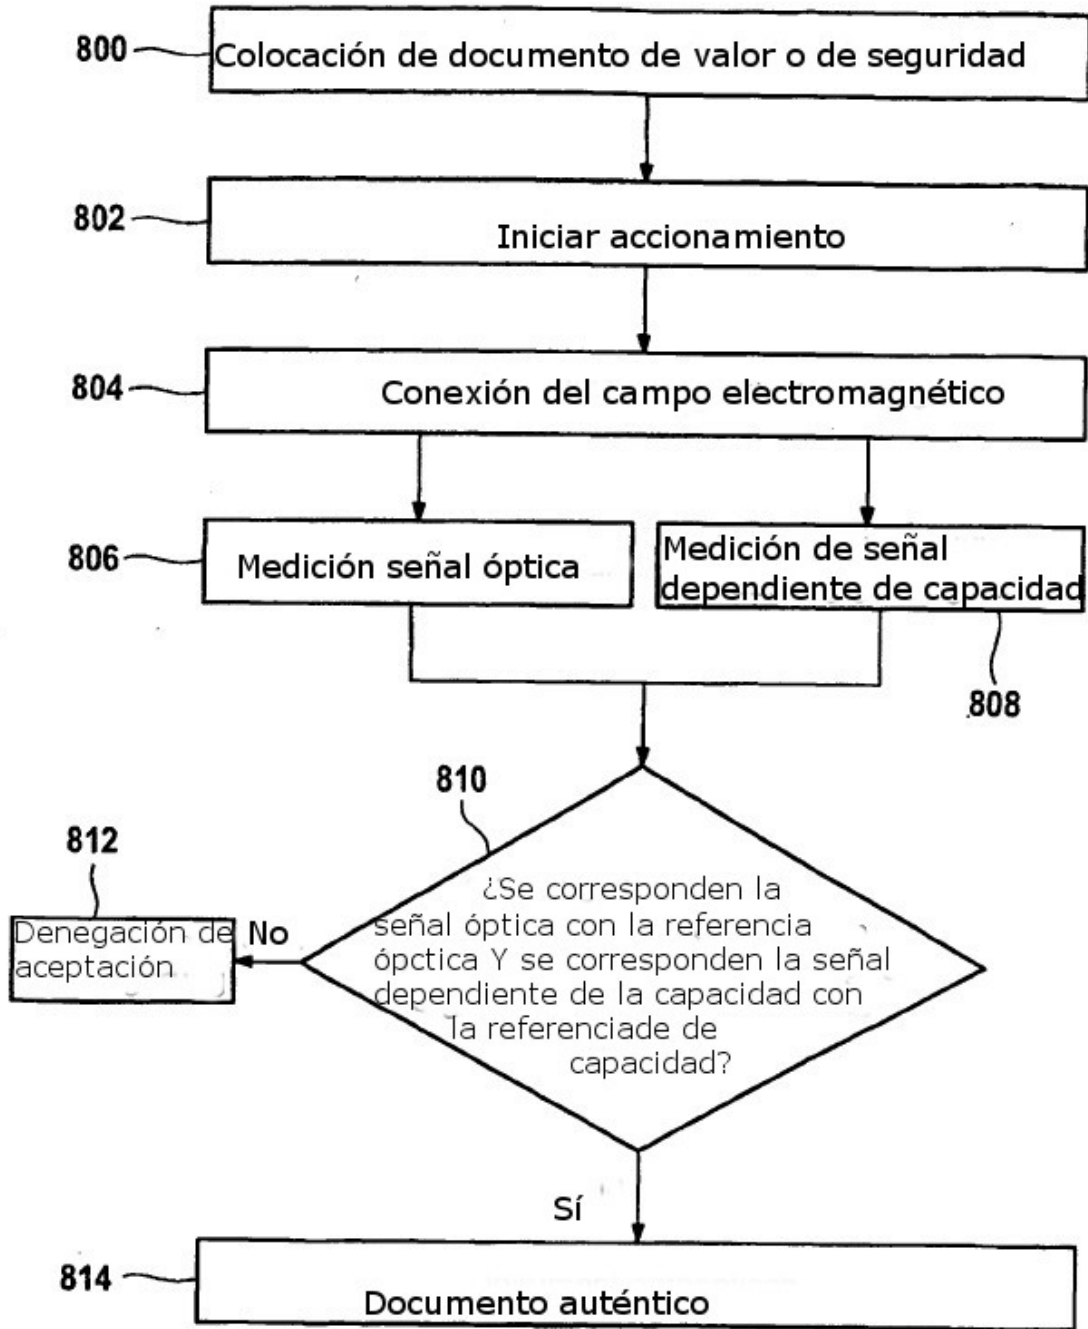 800
Colocación de documento de valor o de seguridad
802
Iniciar accionamiento
804
Conexión del campo electromagnético
806
Medición señal óptica
Medición de señal
dependiente de capacidad
808
810
812
¿Se corresponden la
señal óptica con la referencia
ópctica Y se corresponden la señal
dependiente de la capacidad con
la referenciade de
capacidad?
No
Denegación de
aceptación
Sí
814
Documento auténtico